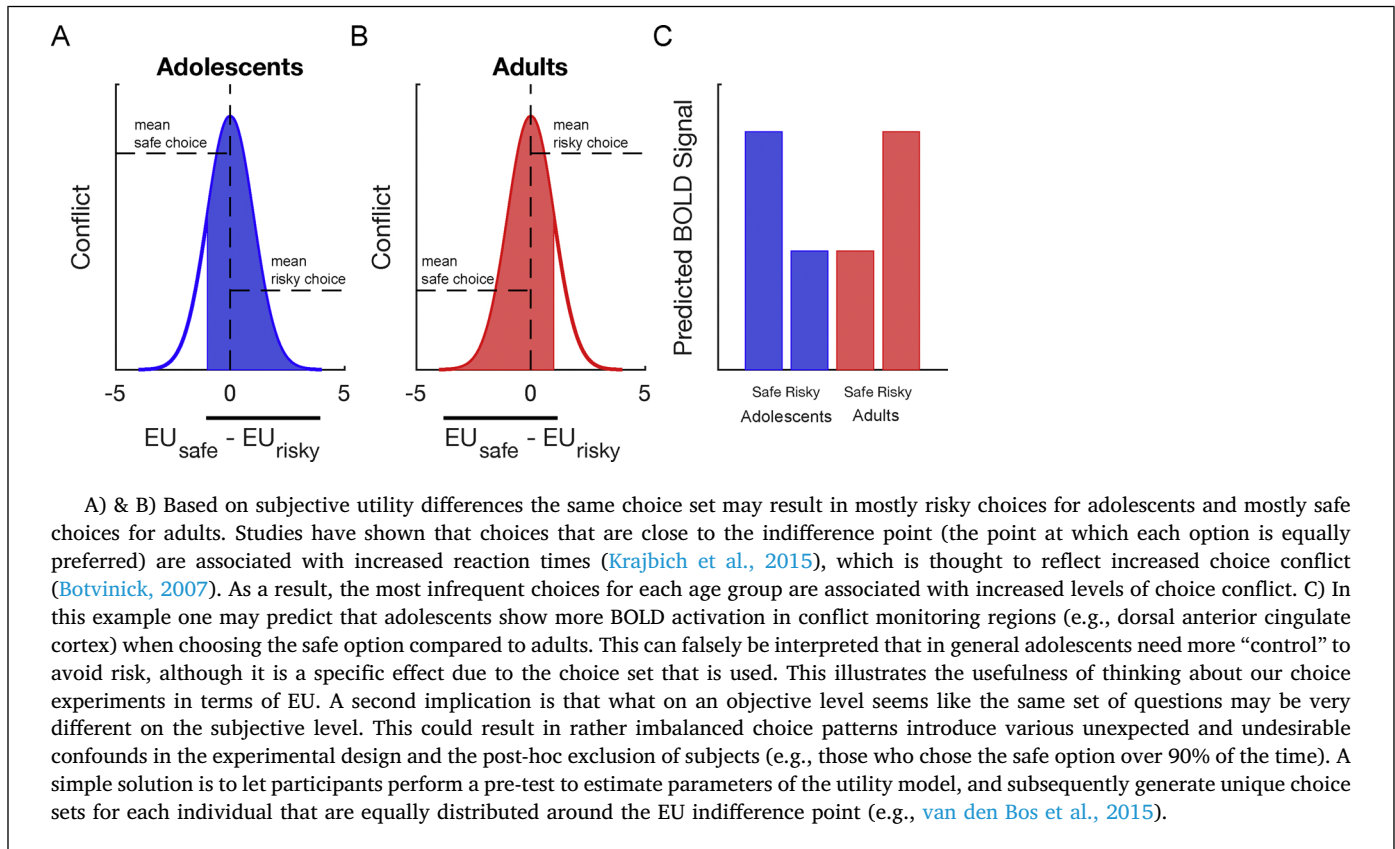 A
B
C
Adolescents
Adults
mean
safe choice
mean
risky choice
mean
risky choice
mean
safe choice
Conflict
Conflict
Predicted BOLD Signal
-5 0 5
-5 0 5
EUsafe - EUrisky
EUsafe - EUrisky
Safe Risky Safe Risky
Adolescents Adults
A) & B) Based on subjective utility differences the same choice set may result in mostly risky choices for adolescents and mostly safe
choices for adults. Studies have shown that choices that are close to the indifference point (the point at which each option is equally
preferred) are associated with increased reaction times (Krajbich et al., 2015), which is thought to reflect increased choice conflict
(Botvinick, 2007). As a result, the most infrequent choices for each age group are associated with increased levels of choice conflict. C) In
this example one may predict that adolescents show more BOLD activation in conflict monitoring regions (e.g., dorsal anterior cingulate
cortex) when choosing the safe option compared to adults. This can falsely be interpreted that in general adolescents need more “control” to
avoid risk, although it is a specific effect due to the choice set that is used. This illustrates the usefulness of thinking about our choice
experiments in terms of EU. A second implication is that what on an objective level seems like the same set of questions may be very
different on the subjective level. This could result in rather imbalanced choice patterns introduce various unexpected and undesirable
confounds in the experimental design and the post-hoc exclusion of subjects (e.g., those who chose the safe option over 90% of the time). A
simple solution is to let participants perform a pre-test to estimate parameters of the utility model, and subsequently generate unique choice
sets for each individual that are equally distributed around the EU indifference point (e.g., van den Bos et al., 2015).